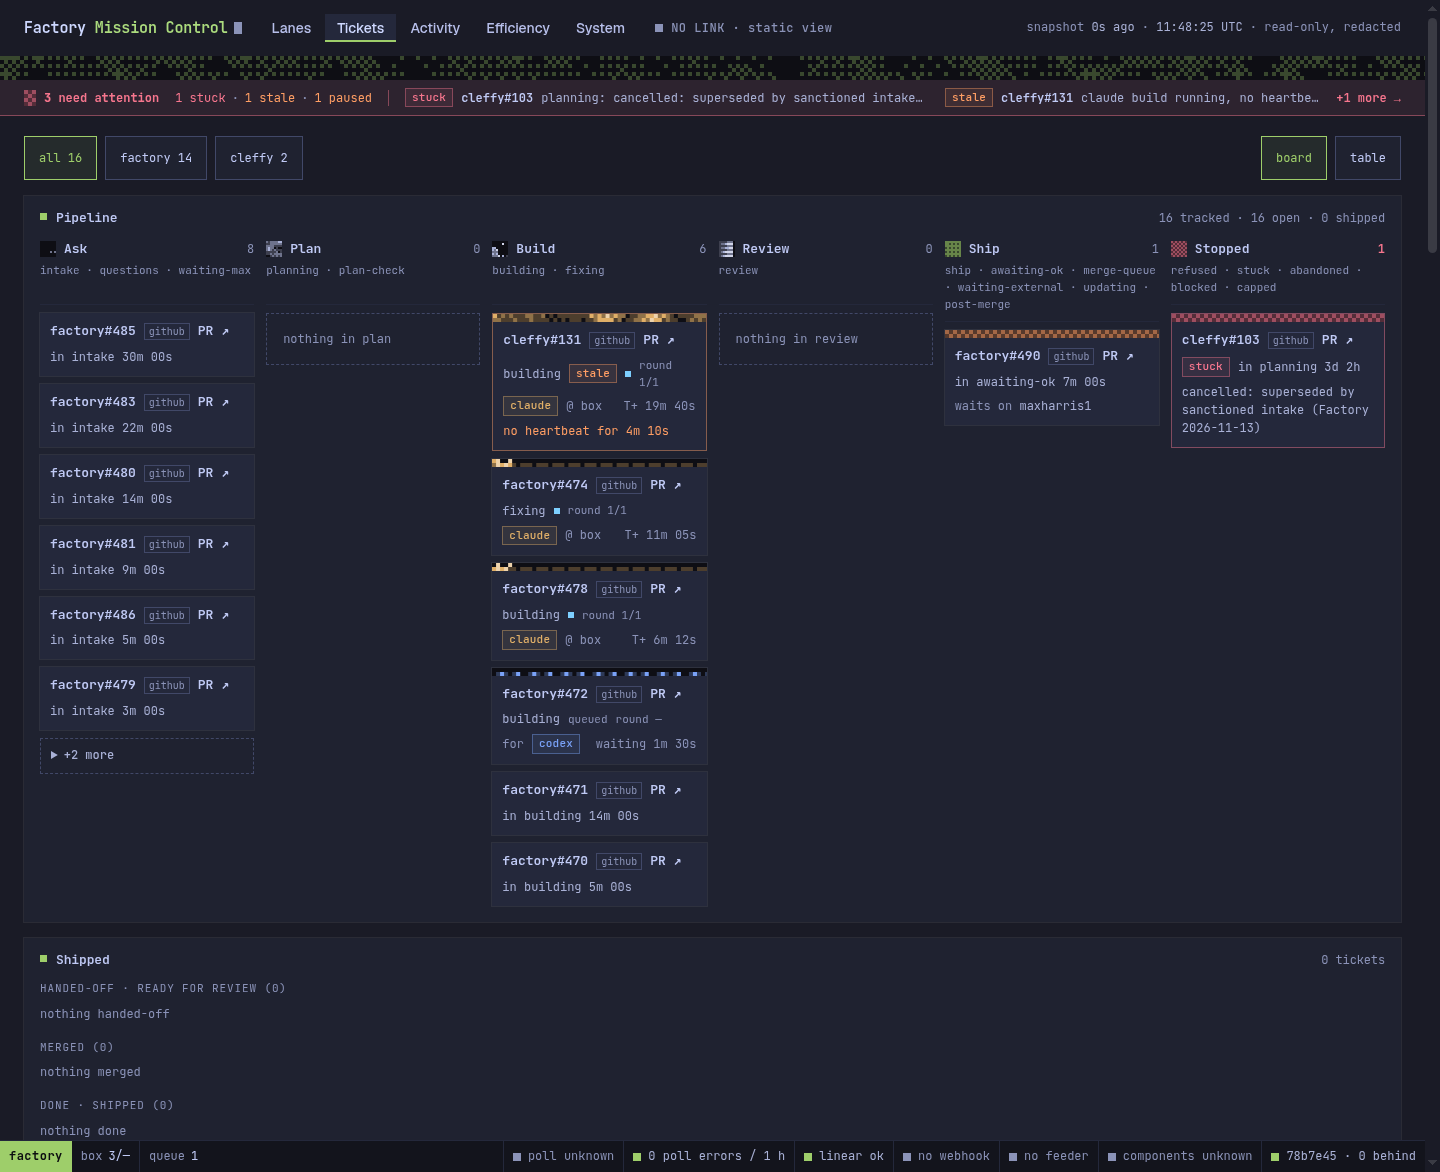 Factory Mission Control Lanes Tickets Activity Efficiency System NO LINK · static view snapshot 0s ago · 11:48:25 UTC · read-only, redacted
3 need attention 1 stuck · 1 stale · 1 paused stuck cleffy#103 planning: cancelled: superseded by sanctioned intake… stale cleffy#131 claude build running, no heartbe… +1 more →
all 16 factory 14 cleffy 2 board table
Pipeline 16 tracked · 16 open · 0 shipped
Ask 8
intake · questions · waiting-max
factory#485 github PR ↗
in intake 30m 00s
factory#483 github PR ↗
in intake 22m 00s
factory#480 github PR ↗
in intake 14m 00s
factory#481 github PR ↗
in intake 9m 00s
factory#486 github PR ↗
in intake 5m 00s
factory#479 github PR ↗
in intake 3m 00s
▶ +2 more
Plan 0
planning · plan-check
nothing in plan
Build 6
building · fixing
cleffy#131 github PR ↗
building stale round
1/1
claude @ box T+ 19m 40s
no heartbeat for 4m 10s
factory#474 github PR ↗
fixing round 1/1
claude @ box T+ 11m 05s
factory#478 github PR ↗
building round 1/1
claude @ box T+ 6m 12s
factory#472 github PR ↗
building queued round —
for codex waiting 1m 30s
factory#471 github PR ↗
in building 14m 00s
factory#470 github PR ↗
in building 5m 00s
Review 0
review
nothing in review
Ship 1
ship · awaiting-ok · merge-queue
· waiting-external · updating ·
post-merge
factory#490 github PR ↗
in awaiting-ok 7m 00s
waits on maxharris1
Stopped 1
refused · stuck · abandoned ·
blocked · capped
cleffy#103 github PR ↗
stuck in planning 3d 2h
cancelled: superseded by
sanctioned intake (Factory
2026-11-13)
Shipped 0 tickets
HANDED-OFF · READY FOR REVIEW (0)
nothing handed-off
MERGED (0)
nothing merged
DONE · SHIPPED (0)
nothing done
factory box 3/— queue 1 poll unknown 0 poll errors / 1 h linear ok no webhook no feeder components unknown 78b7e45 · 0 behind